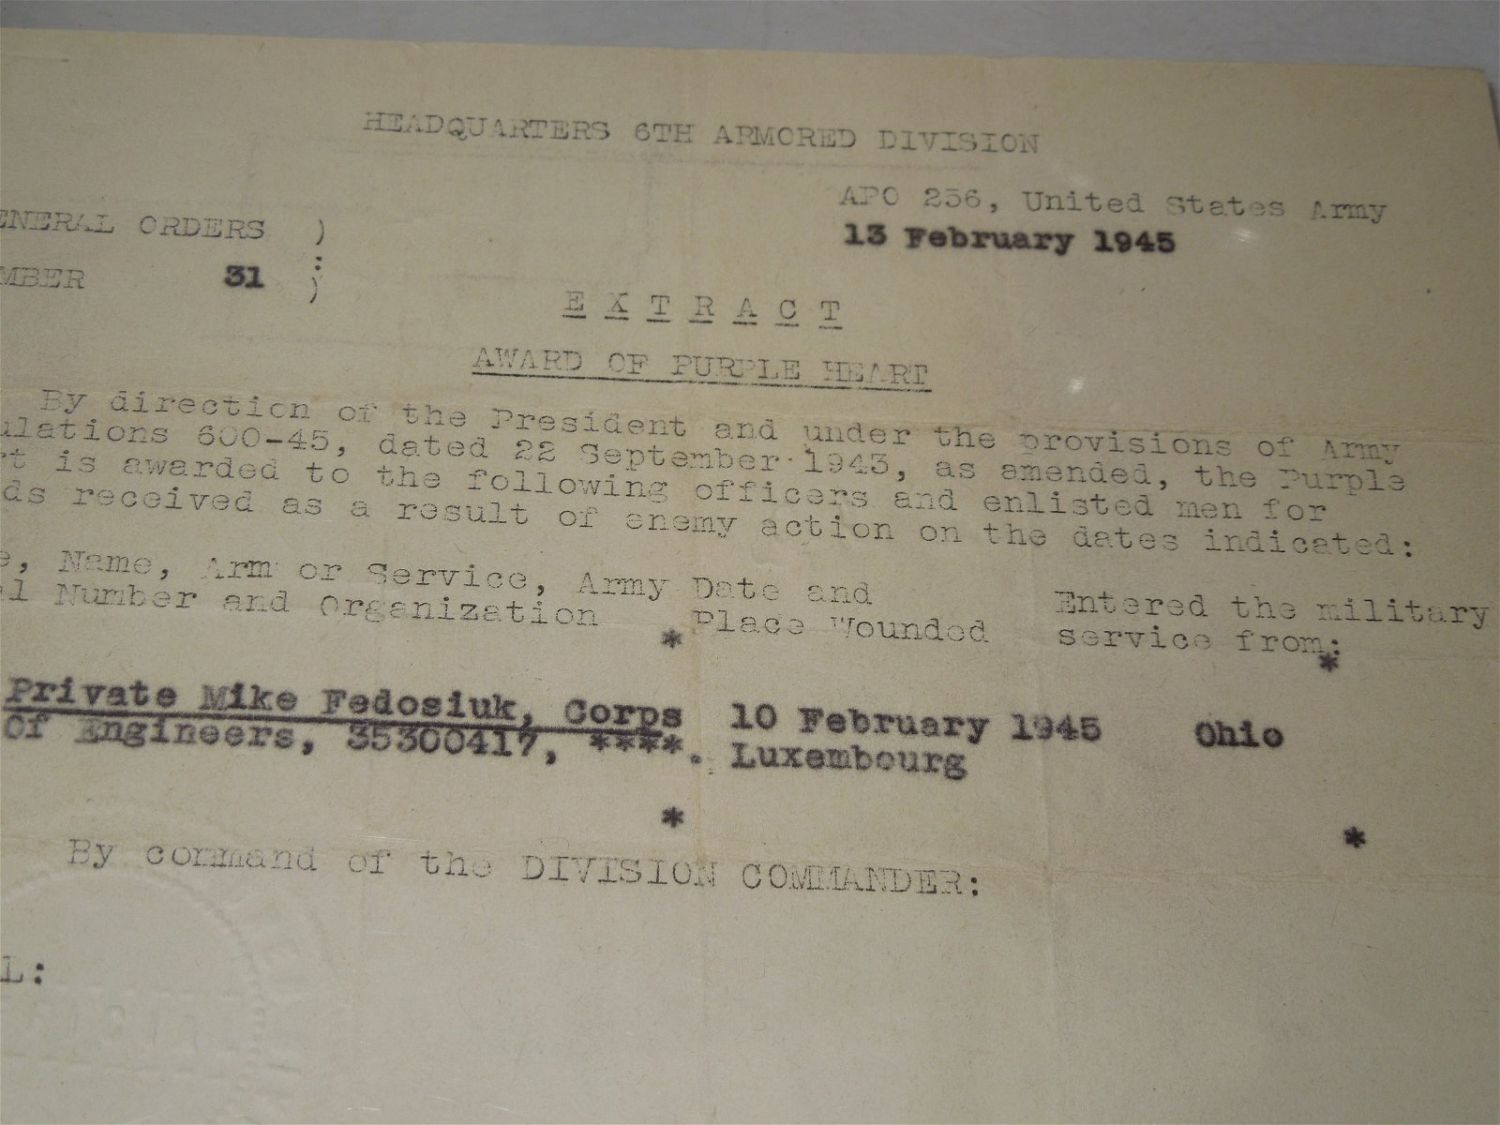 HEADQUARTERS 6TH ARMORED DIVISION
APO 256, United States Army
ENERAL ORDERS )
13 February 1945
:
MBER 31 )
E X T R A C T
AWARD OF PURPLE HEART
By direction of the President and under the provisions of Army
ulations 600-45, dated 22 September 1943, as amended, the Purple
rt is awarded to the following officers and enlisted men for
ds received as a result of enemy action on the dates indicated:
e, Name, Arm or Service, Army Date and Entered the military
l Number and Organization Place Wounded service from:
* *
Private Mike Fedosiuk, Corps 10 February 1945 Ohio
Of Engineers, 35300417, ****. Luxembourg
* *
By command of the DIVISION COMMANDER:
L: